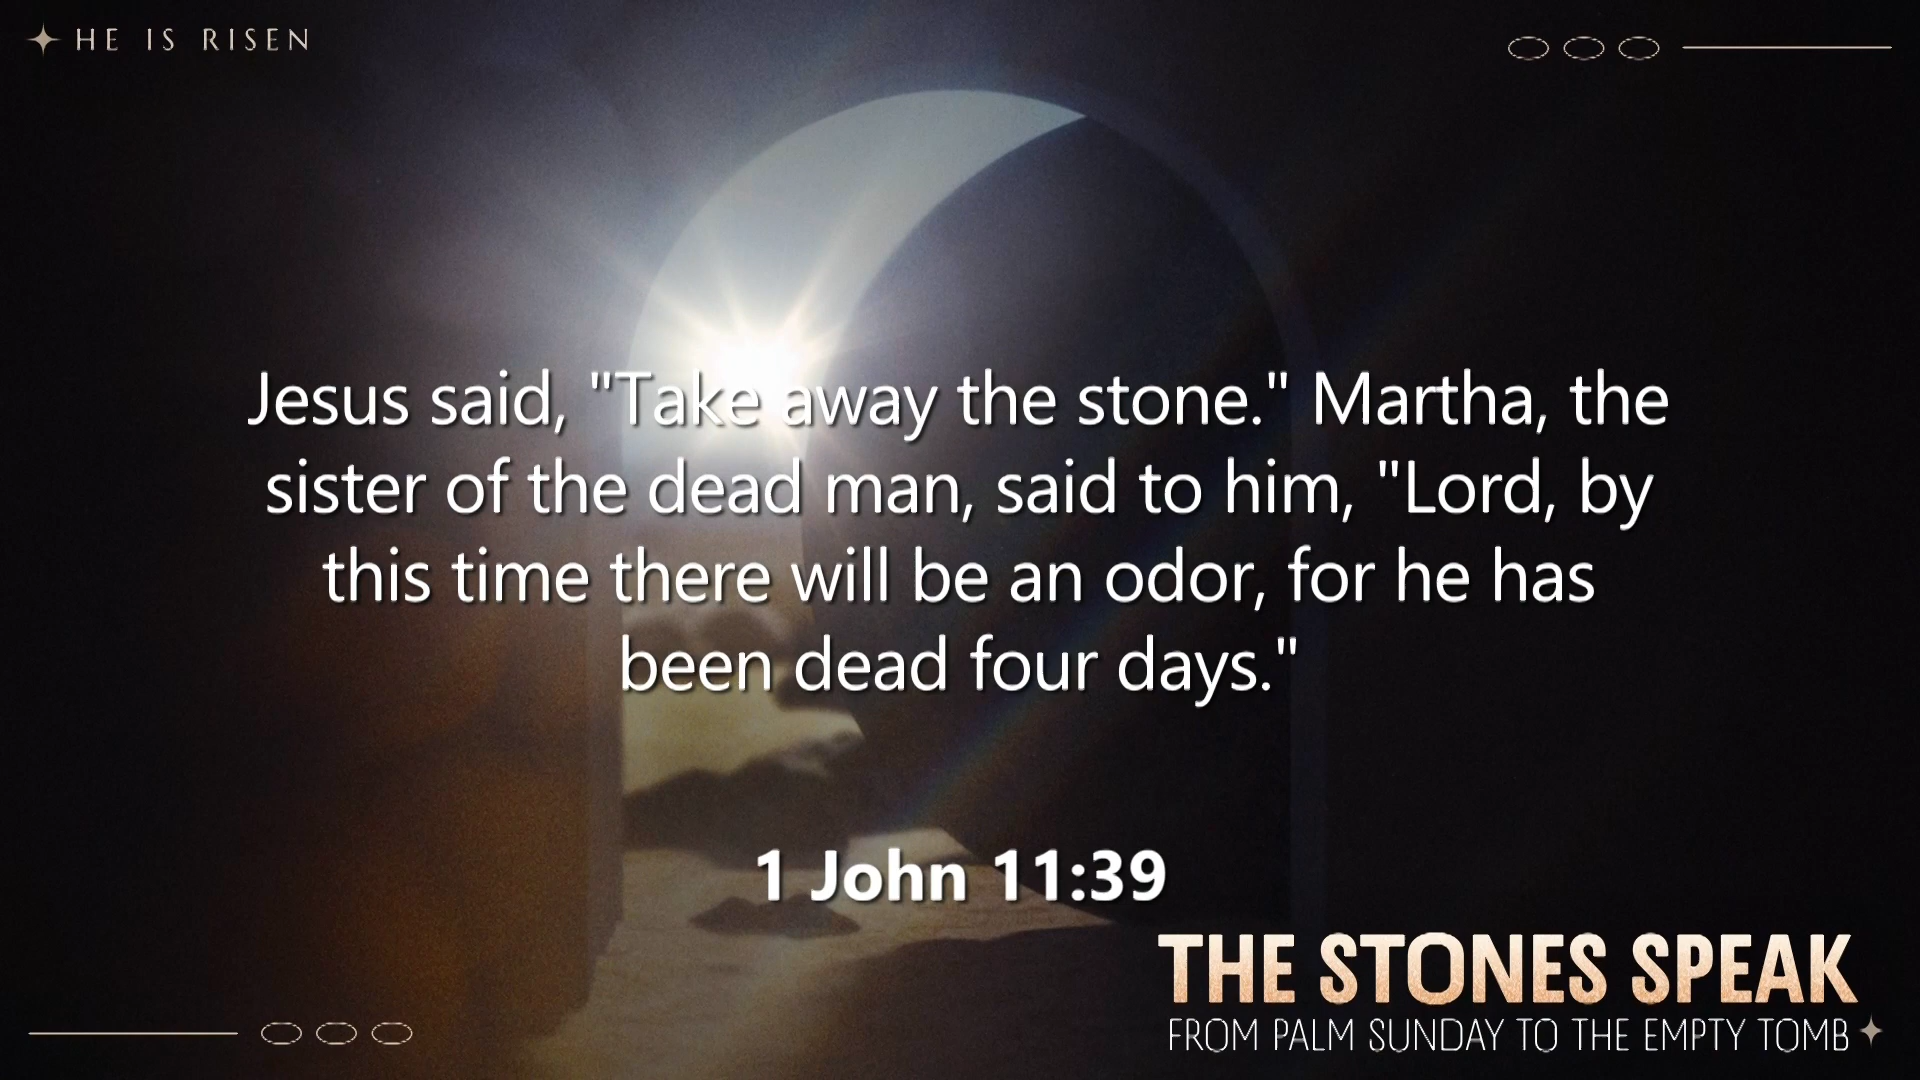 HE IS RISEN
Jesus said, "Take away the stone." Martha, the
sister of the dead man, said to him, "Lord, by
this time there will be an odor, for he has
been dead four days."
1 John 11:39
THE STONES SPEAK
FROM PALM SUNDAY TO THE EMPTY TOMB